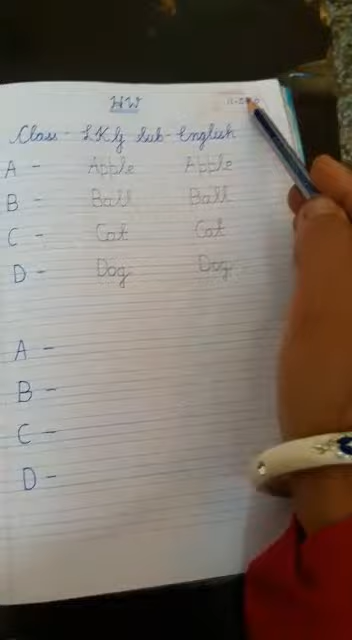 HW
Class - LKG Sub - English
A - Apple Apple
B - Ball Ball
C - Cat Cat
D - Dog Dog
A -
B -
C -
D -